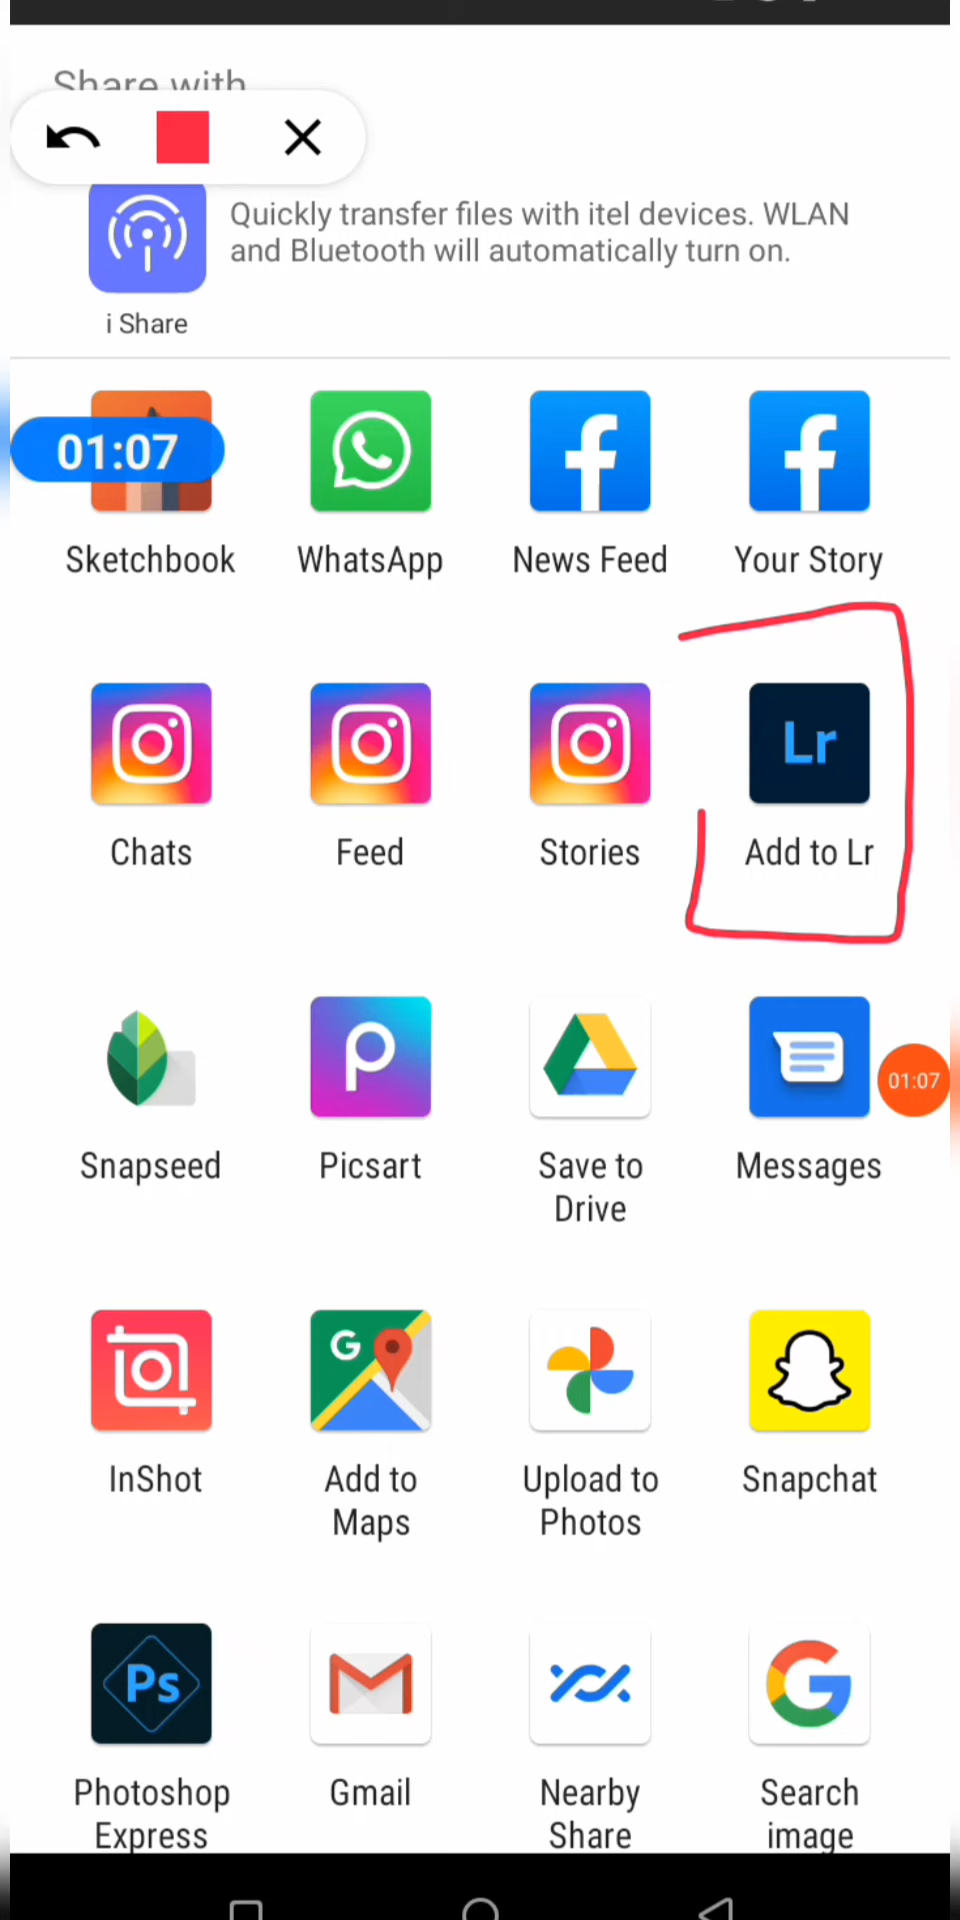 Share with
Quickly transfer files with itel devices. WLAN
and Bluetooth will automatically turn on.
i Share
01:07
Sketchbook
WhatsApp
News Feed
Your Story
Lr
Chats
Feed
Stories
Add to Lr
Snapseed
Picsart
Save to
Drive
Messages
01:07
G
InShot
Add to
Maps
Upload to
Photos
Snapchat
Ps
Photoshop
Express
Gmail
Nearby
Share
Search
image